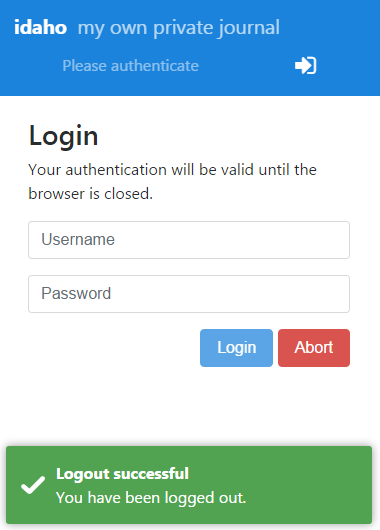 idaho my own private journal
Please authenticate
Login
Your authentication will be valid until the
browser is closed.
Username
Password
Login Abort
Logout successful
You have been logged out.